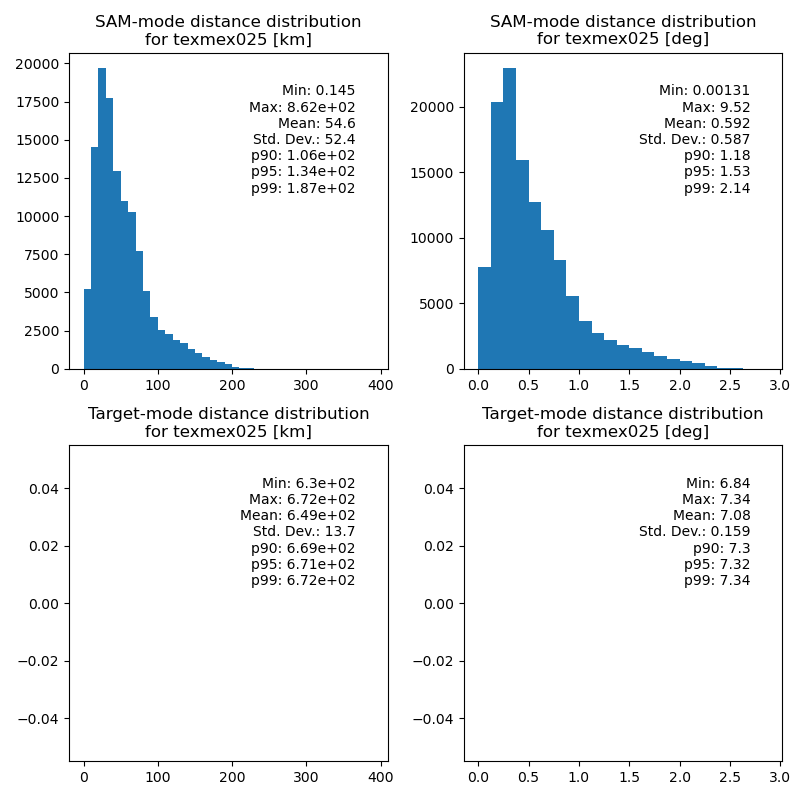 SAM-mode distance distribution
for texmex025 [km]
20000
17500
15000
12500
10000
7500
5000
2500
0
Min: 0.145
Max: 8.62e+02
Mean: 54.6
Std. Dev.: 52.4
p90: 1.06e+02
p95: 1.34e+02
p99: 1.87e+02
0 100 200 300 400
SAM-mode distance distribution
for texmex025 [deg]
20000
15000
10000
5000
0
Min: 0.00131
Max: 9.52
Mean: 0.592
Std. Dev.: 0.587
p90: 1.18
p95: 1.53
p99: 2.14
0.0 0.5 1.0 1.5 2.0 2.5 3.0
Target-mode distance distribution
for texmex025 [km]
0.04
0.02
0.00
−0.02
−0.04
Min: 6.3e+02
Max: 6.72e+02
Mean: 6.49e+02
Std. Dev.: 13.7
p90: 6.69e+02
p95: 6.71e+02
p99: 6.72e+02
0 100 200 300 400
Target-mode distance distribution
for texmex025 [deg]
0.04
0.02
0.00
−0.02
−0.04
Min: 6.84
Max: 7.34
Mean: 7.08
Std. Dev.: 0.159
p90: 7.3
p95: 7.32
p99: 7.34
0.0 0.5 1.0 1.5 2.0 2.5 3.0